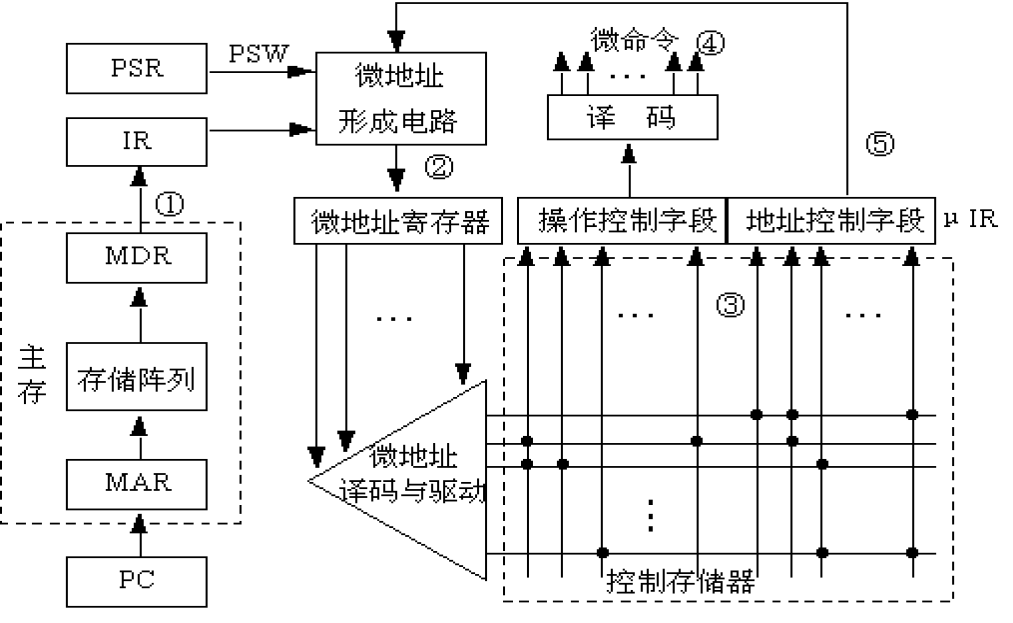 PSR
PSW
微地址
形成电路
微命令 ④
...
译 码
IR
①
②
⑤
微地址寄存器
操作控制字段
地址控制字段
μ IR
MDR
...
...
③
...
主
存
存储阵列
微地址
译码与驱动
MAR
PC
控制存储器